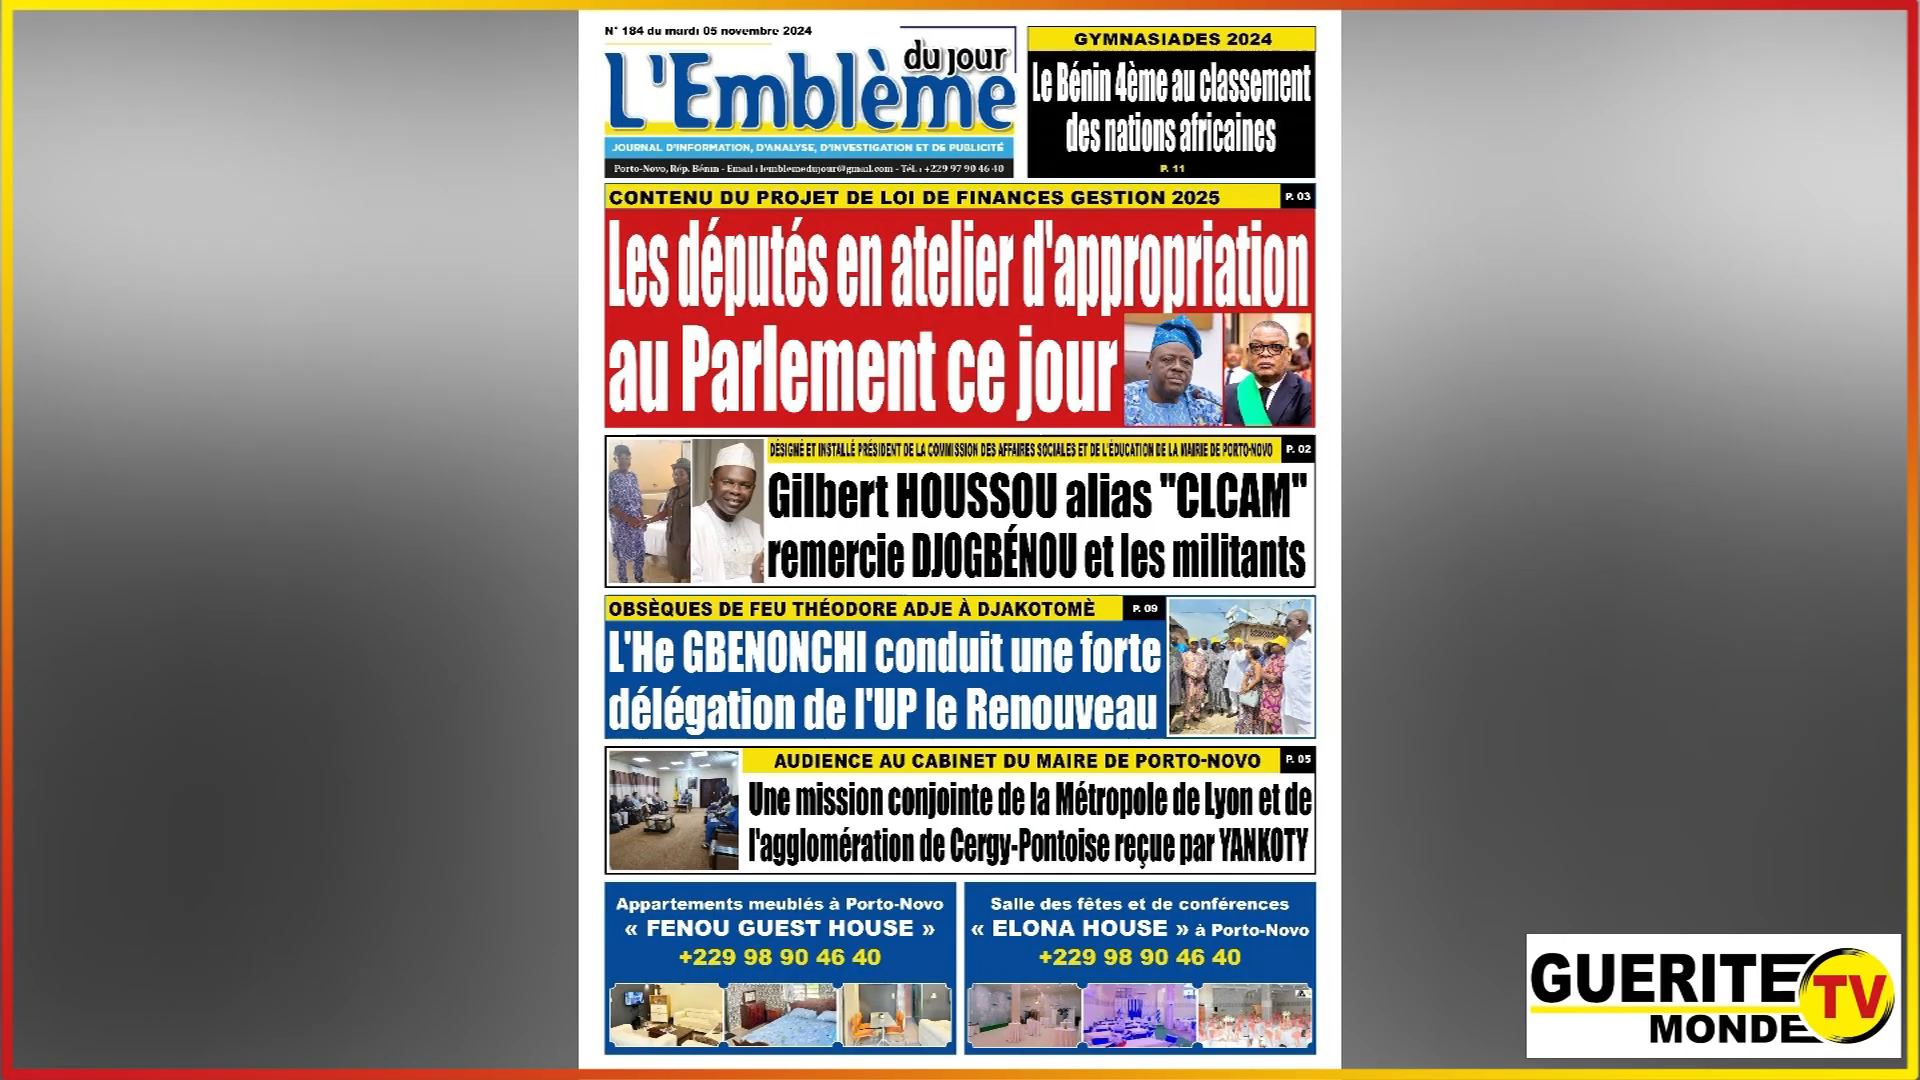 N° 184 du mardi 05 novembre 2024
L'Emblème
du jour
JOURNAL D'INFORMATION, D'ANALYSE, D'INVESTIGATION ET DE PUBLICITÉ
Porto-Novo, Rép. Bénin - Email : lemblemedujour@gmail.com - Tél. : +229 97 90 46 40
GYMNASIADES 2024
Le Bénin 4ème au classement
des nations africaines
P. 11
CONTENU DU PROJET DE LOI DE FINANCES GESTION 2025
P. 03
Les députés en atelier d'appropriation
au Parlement ce jour
DÉSIGNÉ ET INSTALLÉ PRÉSIDENT DE LA COMMISSION DES AFFAIRES SOCIALES ET DE L'ÉDUCATION DE LA MAIRIE DE PORTO-NOVO
P. 02
Gilbert HOUSSOU alias "CLCAM"
remercie DJOGBÉNOU et les militants
OBSÈQUES DE FEU THÉODORE ADJE À DJAKOTOMÈ
P. 09
L'He GBENONCHI conduit une forte
délégation de l'UP le Renouveau
AUDIENCE AU CABINET DU MAIRE DE PORTO-NOVO
P. 05
Une mission conjointe de la Métropole de Lyon et de
l'agglomération de Cergy-Pontoise reçue par YANKOTY
Appartements meublés à Porto-Novo
« FENOU GUEST HOUSE »
+229 98 90 46 40
Salle des fêtes et de conférences
« ELONA HOUSE » à Porto-Novo
+229 98 90 46 40
GUERITE
TV
MONDE